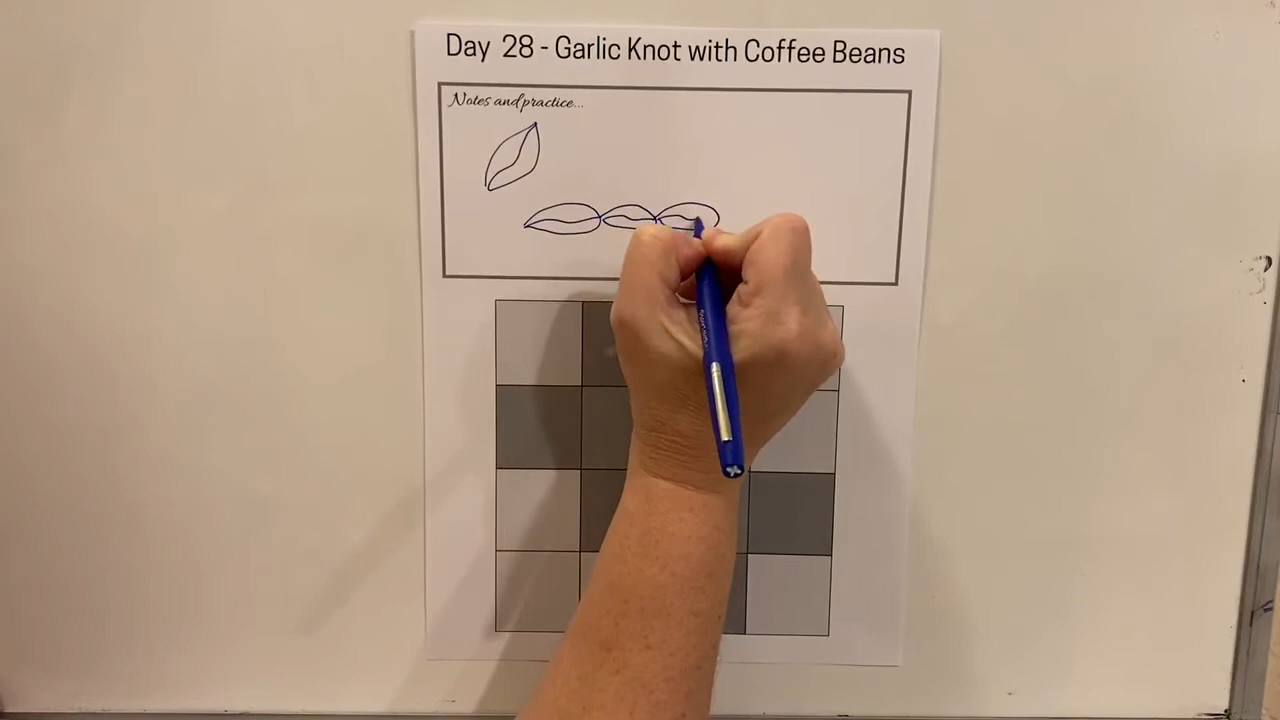 Day 28 - Garlic Knot with Coffee Beans
Notes and practice...